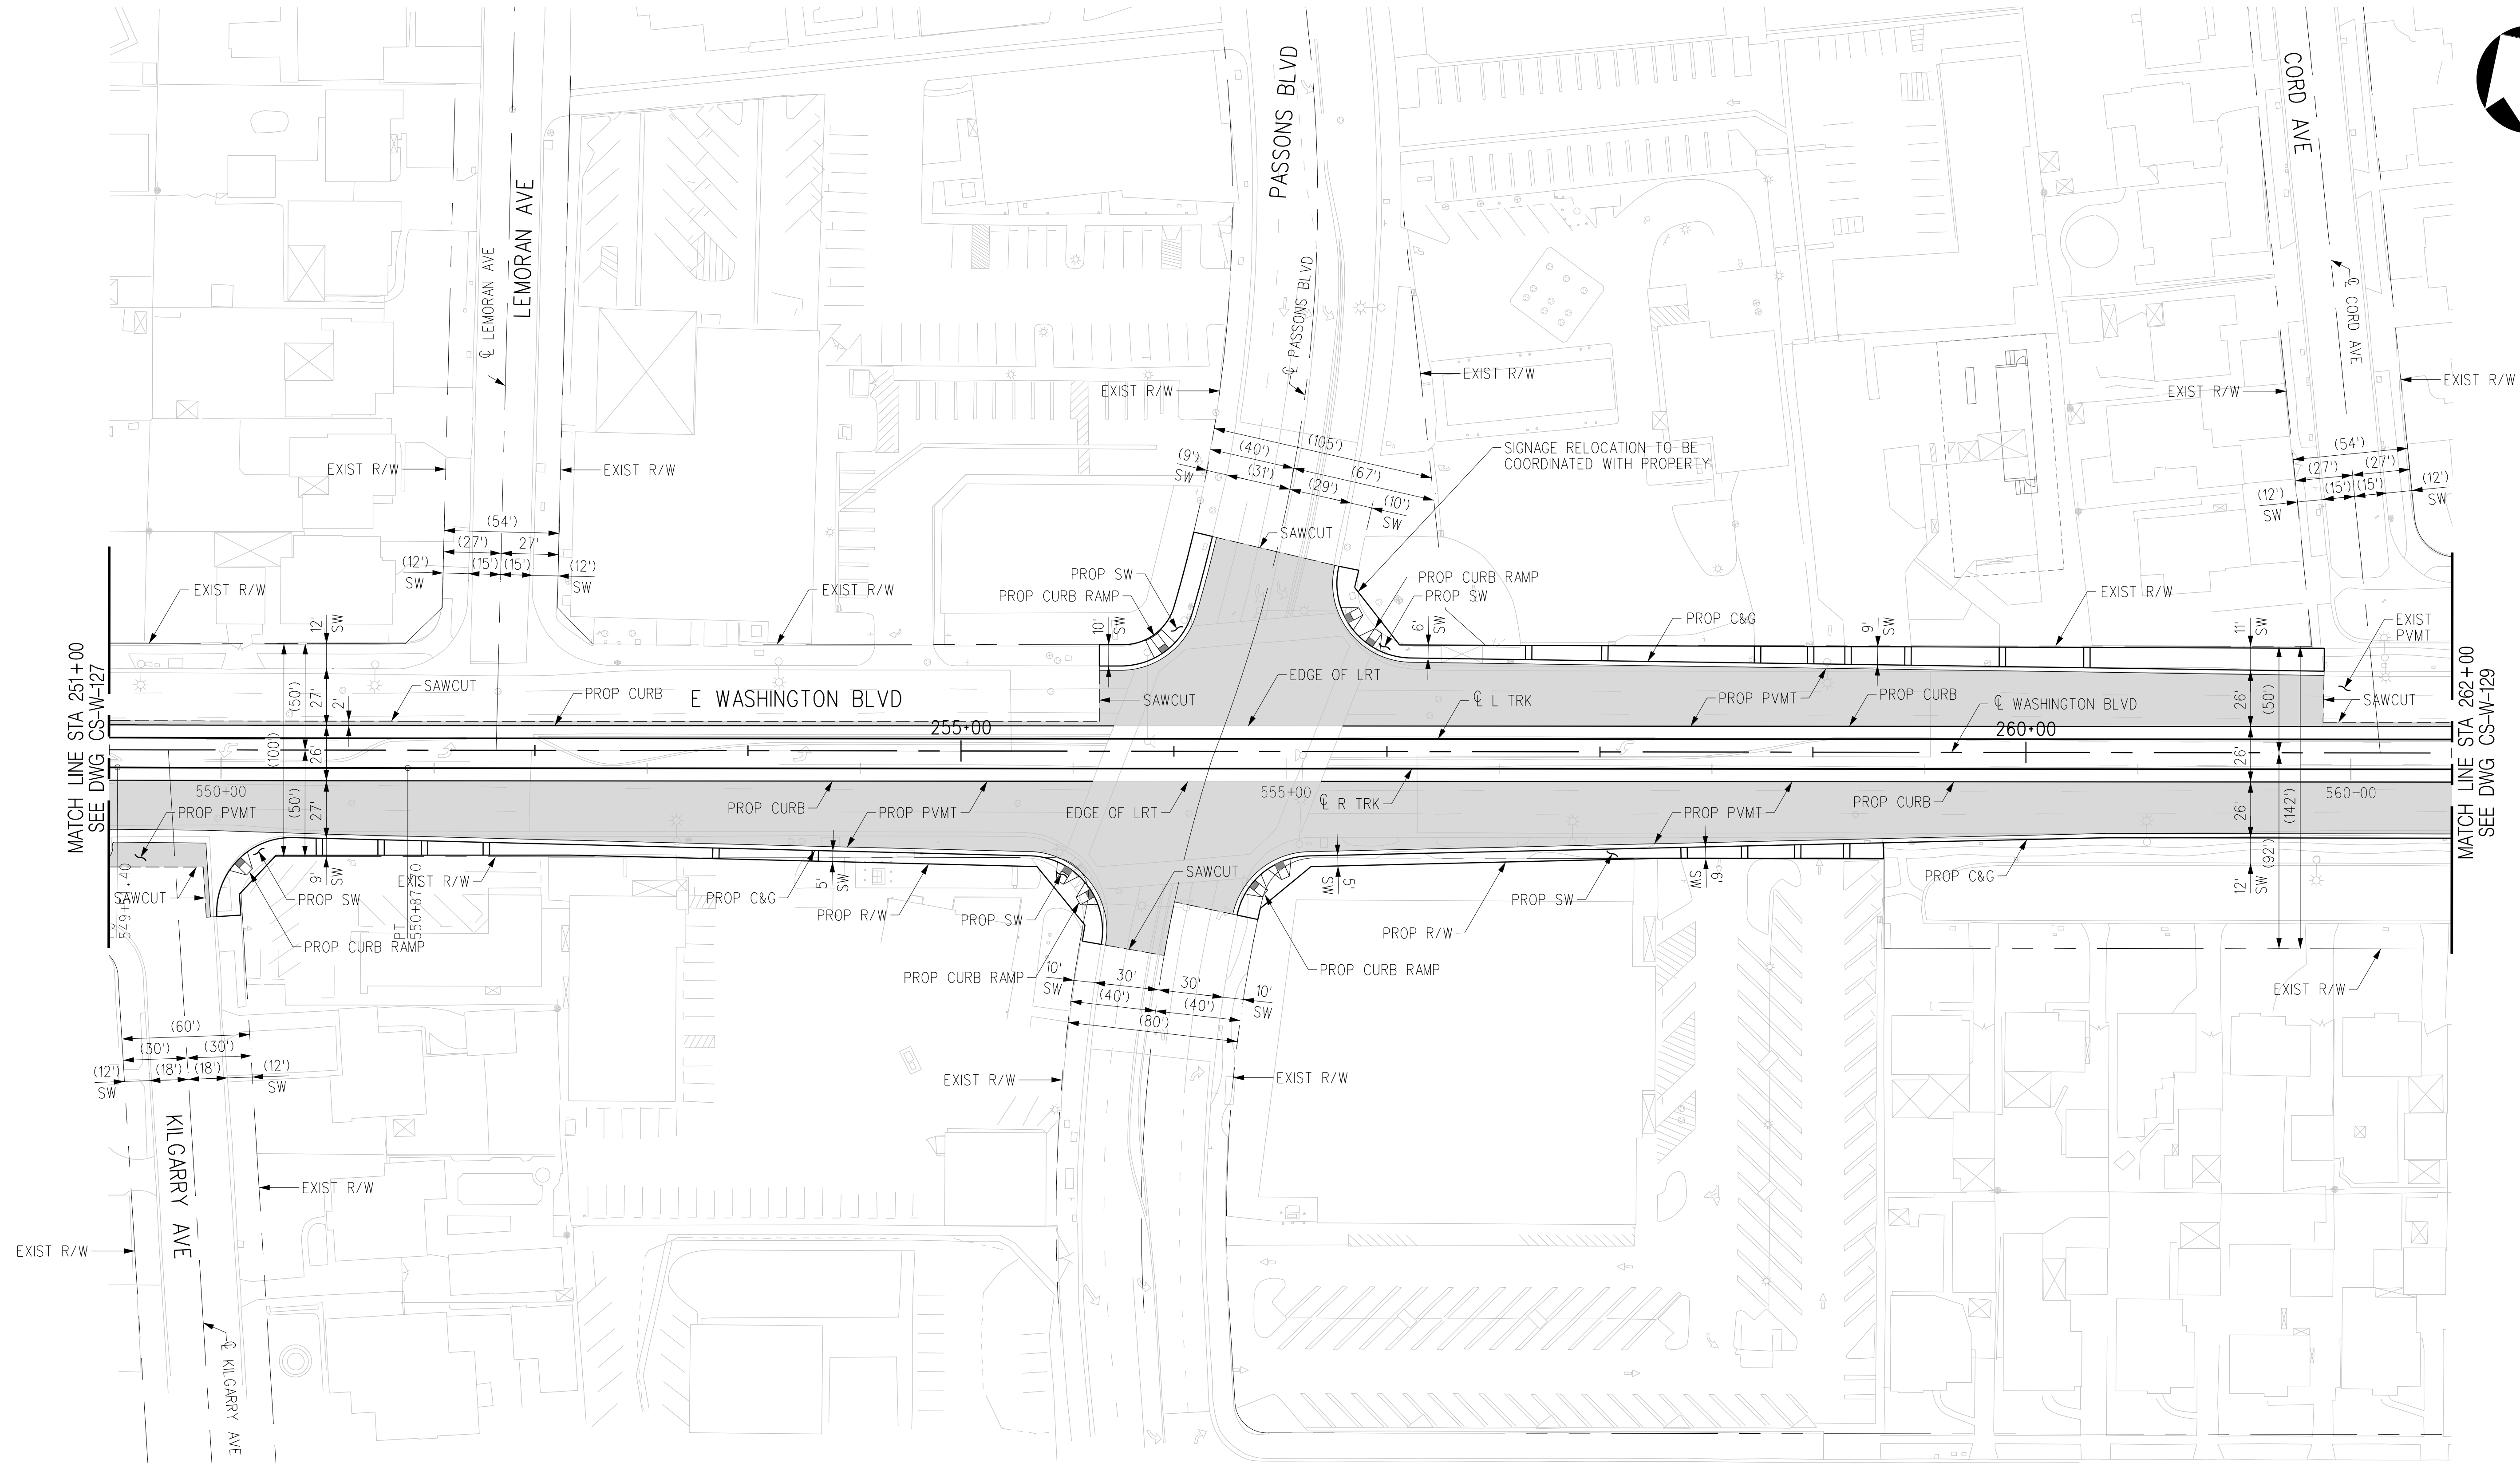 LEMORAN AVE
℄ LEMORAN AVE
PASSONS BLVD
℄ PASSONS BLVD
CORD AVE
℄ CORD AVE
EXIST R/W
EXIST R/W
EXIST R/W
EXIST R/W
EXIST R/W
EXIST R/W
SIGNAGE RELOCATION TO BE
COORDINATED WITH PROPERTY
(105')
(40')
(67')
(9')
SW
(31')
(29')
(10')
SW
(54')
(27')
(27')
(12')
SW
(15')
(15')
(12')
SW
(54')
(27')
27'
(12')
SW
(15')
(15')
(12')
SW
SAWCUT
EXIST R/W
EXIST R/W
PROP SW
PROP CURB RAMP
PROP CURB RAMP
PROP SW
EXIST R/W
PROP C&G
12'
SW
10'
SW
6'
SW
9'
SW
11'
SW
EXIST
PVMT
MATCH LINE STA 251+00
SEE DWG CS-W-127
(100')
(50')
(50')
27'
2'
26'
27'
SAWCUT
PROP CURB
E WASHINGTON BLVD
EDGE OF LRT
SAWCUT
℄ L TRK
PROP PVMT
PROP CURB
℄ WASHINGTON BLVD
SAWCUT
255+00
260+00
26'
(50')
26'
26'
(142')
(92')
MATCH LINE STA 262+00
SEE DWG CS-W-129
550+00
555+00
560+00
PROP PVMT
PROP CURB
PROP PVMT
EDGE OF LRT
℄ R TRK
PROP PVMT
PROP CURB
PT
550+87.70
SAWCUT
9'
SW
EXIST R/W
PROP SW
PROP CURB RAMP
5'
SW
PROP C&G
PROP R/W
PROP SW
PROP CURB RAMP
SAWCUT
5'
SW
9'
SW
PROP SW
PROP R/W
PROP CURB RAMP
PROP C&G
12'
SW
EXIST R/W
10'
SW
30'
30'
10'
SW
(40')
(40')
(80')
EXIST R/W
EXIST R/W
(60')
(30')
(30')
(12')
SW
(18')
(18')
(12')
SW
KILGARRY AVE
EXIST R/W
EXIST R/W
℄ KILGARRY AVE